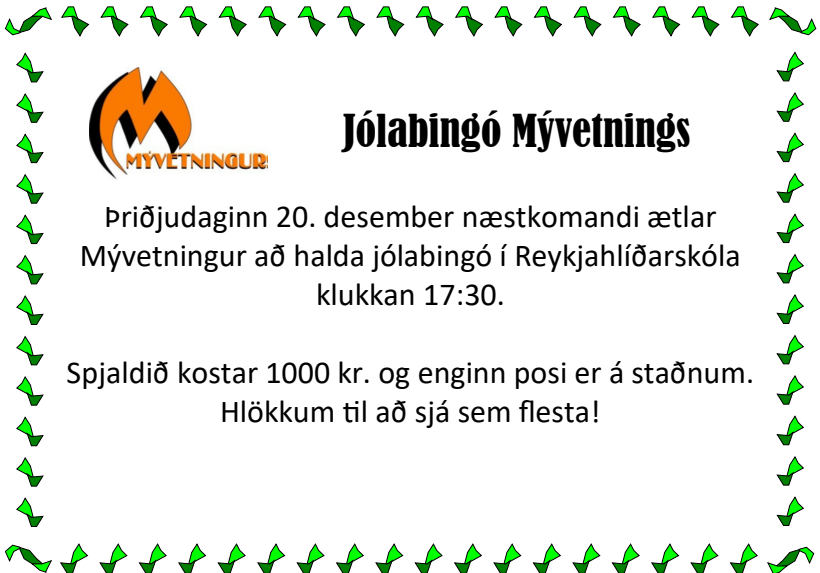 MÝVETNINGUR
Jólabingó Mývetnings
Þriðjudaginn 20. desember næstkomandi ætlar
Mývetningur að halda jólabingó í Reykjahlíðarskóla
klukkan 17:30.
Spjaldið kostar 1000 kr. og enginn posi er á staðnum.
Hlökkum til að sjá sem flesta!